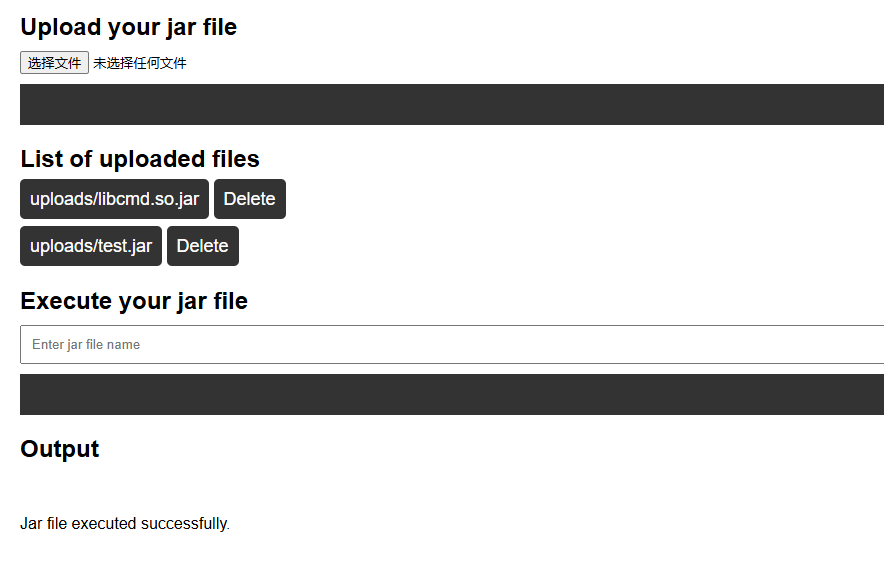 Upload your jar file
选择文件 未选择任何文件
List of uploaded files
uploads/libcmd.so.jar Delete
uploads/test.jar Delete
Execute your jar file
Enter jar file name
Output
Jar file executed successfully.